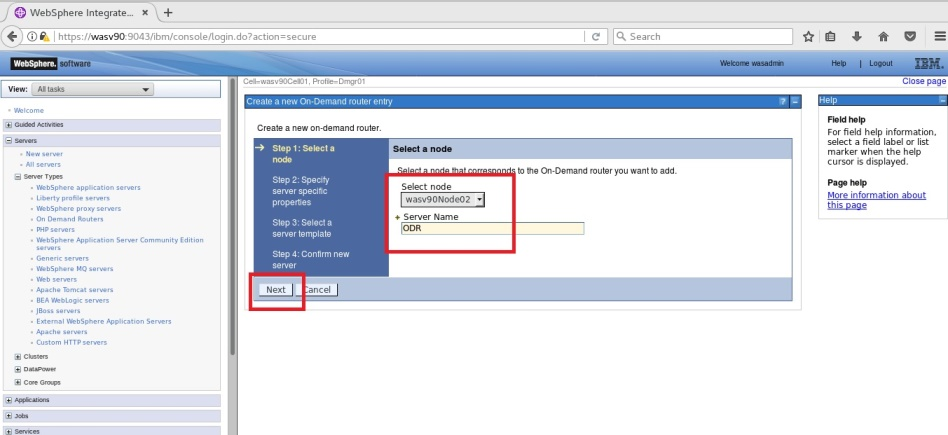 WebSphere Integrate...
https://wasv90:9043/ibm/console/login.do?action=secure
Search
WebSphere. software
Welcome wasadmin
Help | Logout
IBM.
View: All tasks
Cell=wasv90Cell01, Profile=Dmgr01
Close page
Welcome
Guided Activities
Servers
New server
All servers
Server Types
WebSphere application servers
Liberty profile servers
WebSphere proxy servers
On Demand Routers
PHP servers
WebSphere Application Server Community Edition
servers
Generic servers
WebSphere MQ servers
Web servers
Apache Tomcat servers
BEA WebLogic servers
JBoss servers
External WebSphere Application Servers
Apache servers
Custom HTTP servers
Clusters
DataPower
Core Groups
Applications
Jobs
Services
Create a new On-Demand router entry
Create a new on-demand router.
Step 1: Select a
node
Step 2: Specify
server specific
properties
Step 3: Select a
server template
Step 4: Confirm new
server
Select a node
Select a node that corresponds to the On-Demand router you want to add.
Select node
wasv90Node02
Server Name
ODR
Next
Cancel
Help
Field help
For field help information,
select a field label or list
marker when the help
cursor is displayed.
Page help
More information about
this page